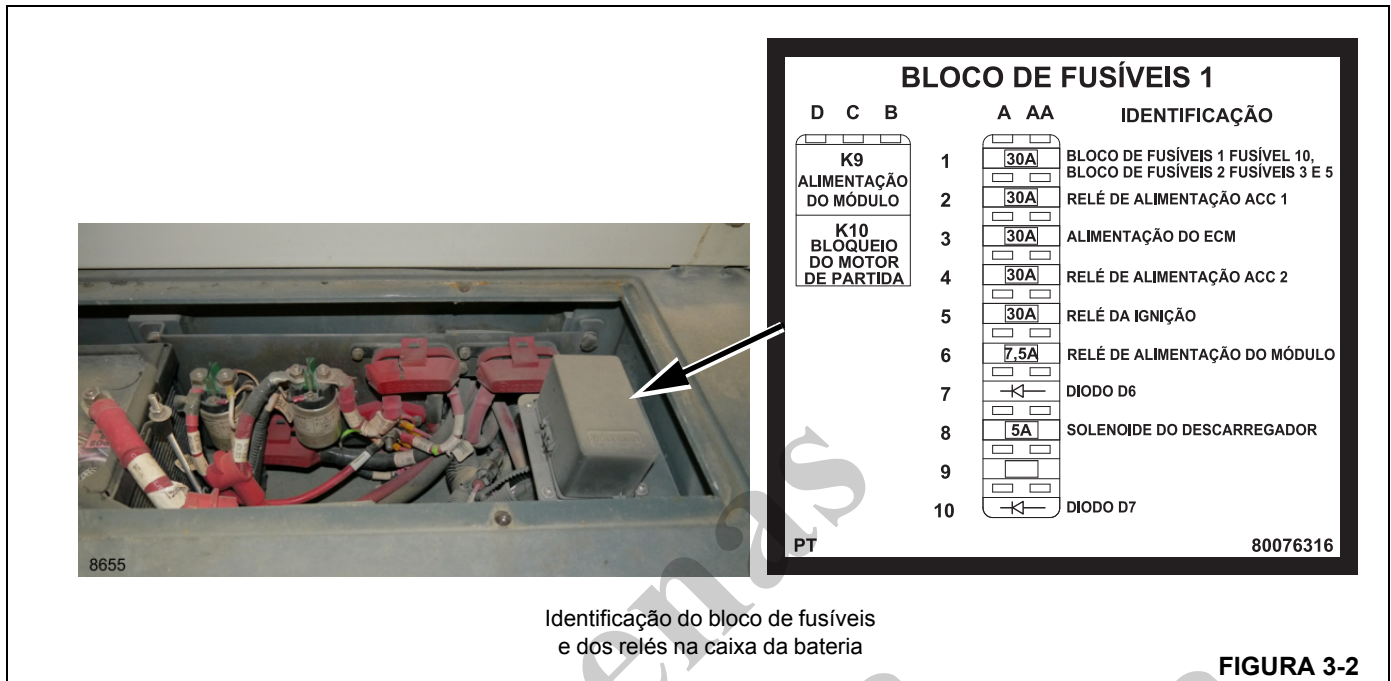 BLOCO DE FUSÍVEIS 1
D C B
A AA
IDENTIFICAÇÃO
K9
ALIMENTAÇÃO
DO MÓDULO
K10
BLOQUEIO
DO MOTOR
DE PARTIDA
1 30A BLOCO DE FUSÍVEIS 1 FUSÍVEL 10,
BLOCO DE FUSÍVEIS 2 FUSÍVEIS 3 E 5
2 30A RELÉ DE ALIMENTAÇÃO ACC 1
3 30A ALIMENTAÇÃO DO ECM
4 30A RELÉ DE ALIMENTAÇÃO ACC 2
5 30A RELÉ DA IGNIÇÃO
6 7,5A RELÉ DE ALIMENTAÇÃO DO MÓDULO
7 DIODO D6
8 5A SOLENOIDE DO DESCARREGADOR
9
10 DIODO D7
PT 80076316
8655
Identificação do bloco de fusíveis
e dos relés na caixa da bateria
FIGURA 3-2